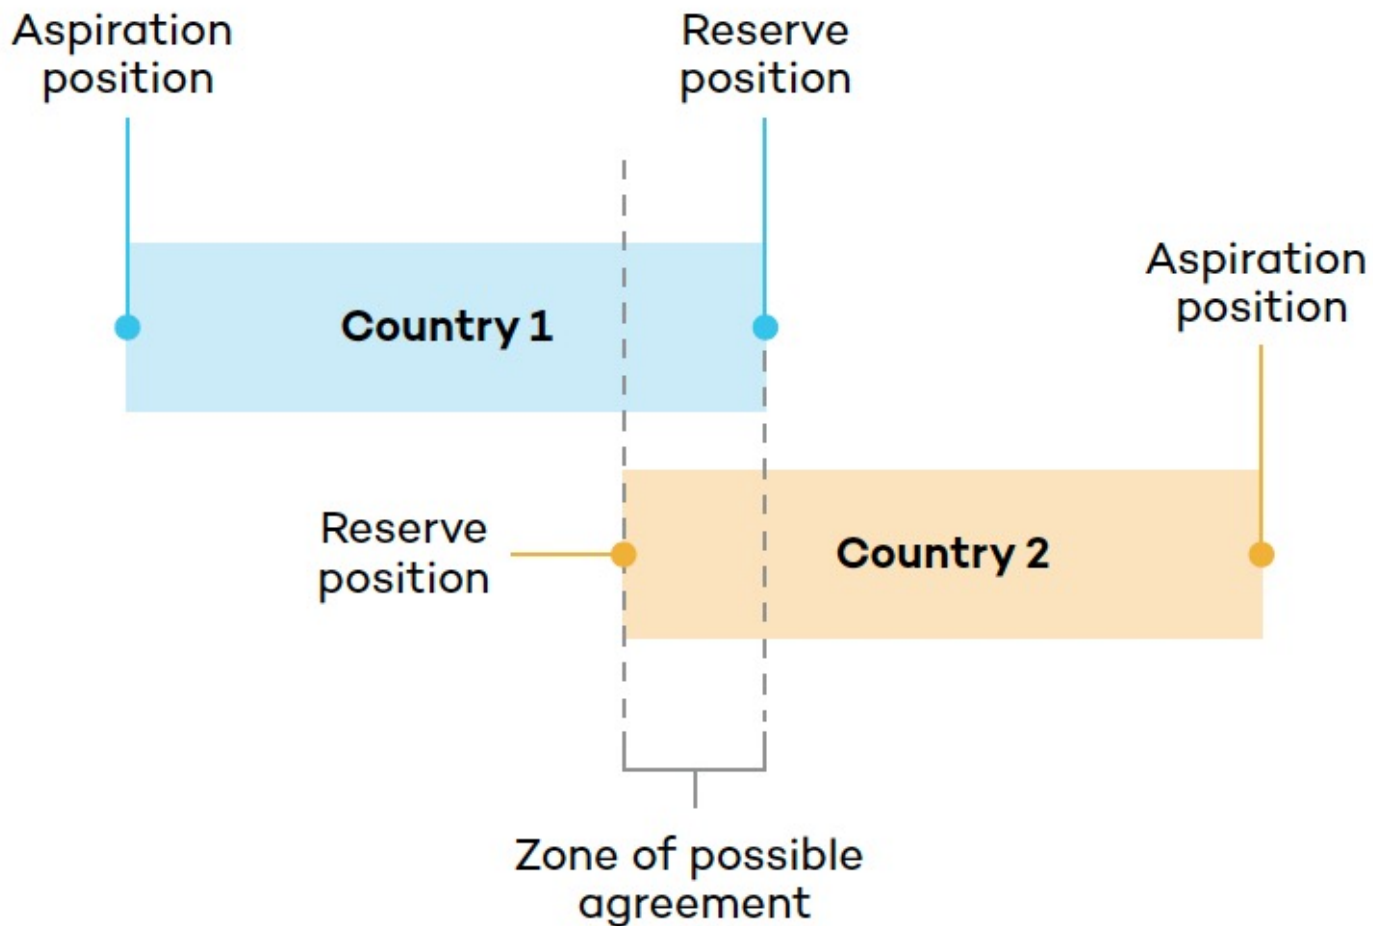 Aspiration
position
Reserve
position
Aspiration
position
Country 1
Reserve
position
Country 2
Zone of possible
agreement